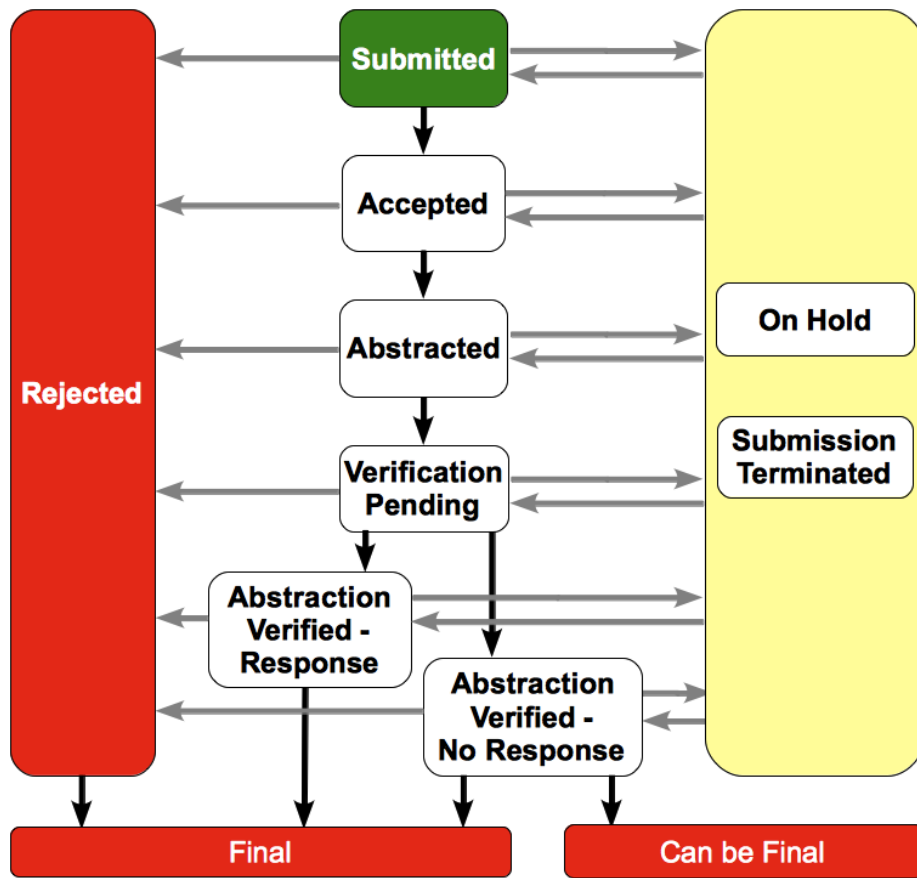 Submitted
Accepted
Abstracted
On Hold
Rejected
Submission
Terminated
Verification
Pending
Abstraction
Verified -
Response
Abstraction
Verified -
No Response
Final
Can be Final